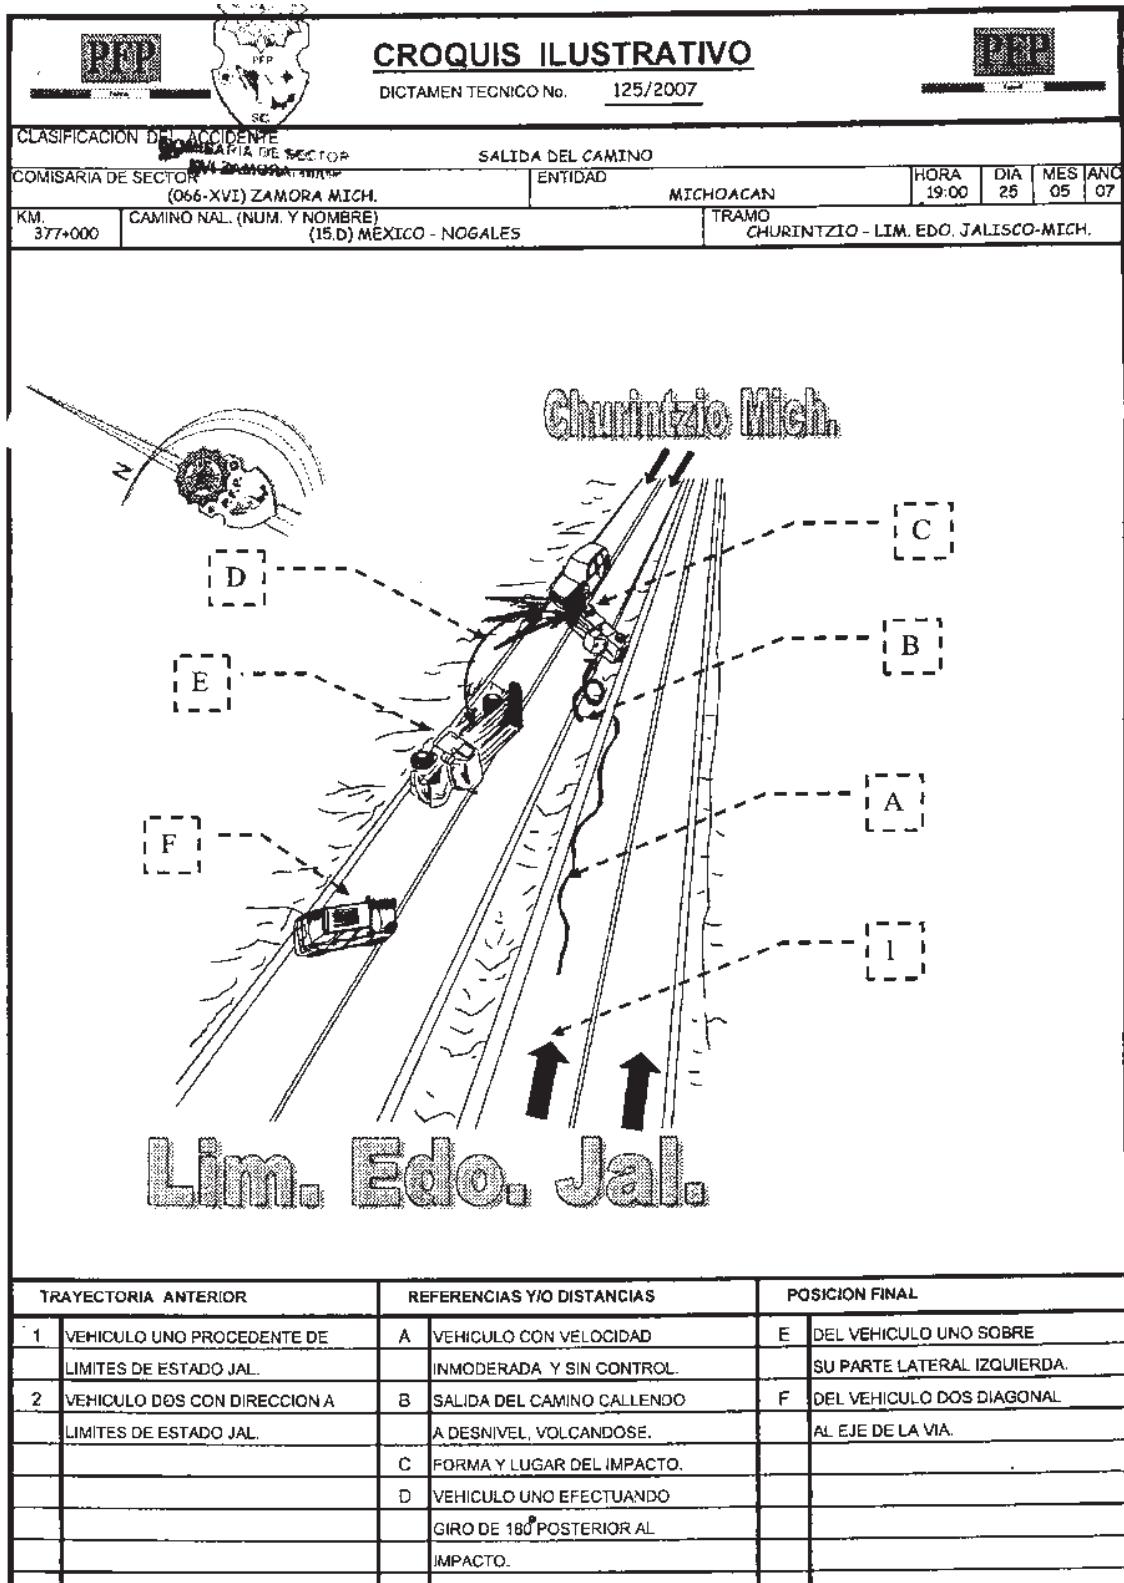 PFP
PFP
SCT
PFP
CROQUIS ILUSTRATIVO
DICTAMEN TECNICO No. 125/2007
CLASIFICACION DEL ACCIDENTE
SALIDA DEL CAMINO
COMISARIA DE SECTOR
(066-XVI) ZAMORA MICH.
ENTIDAD
MICHOACAN
HORA
19:00
DIA
25
MES
05
ANO
07
KM.
377+000
CAMINO NAL. (NUM. Y NOMBRE)
(15.D) MÉXICO - NOGALES
TRAMO
CHURINTZIO - LIM. EDO. JALISCO-MICH.
Churintzio Mich.
N
C
D
B
E
A
F
1
Lim. Edo. Jal.
TRAYECTORIA ANTERIOR
REFERENCIAS Y/O DISTANCIAS
POSICION FINAL
1 VEHICULO UNO PROCEDENTE DE
LIMITES DE ESTADO JAL.
2 VEHICULO DOS CON DIRECCION A
LIMITES DE ESTADO JAL.
A VEHICULO CON VELOCIDAD
INMODERADA Y SIN CONTROL.
B SALIDA DEL CAMINO CALLENDO
A DESNIVEL, VOLCANDOSE.
C FORMA Y LUGAR DEL IMPACTO.
D VEHICULO UNO EFECTUANDO
GIRO DE 180° POSTERIOR AL
IMPACTO.
E DEL VEHICULO UNO SOBRE
SU PARTE LATERAL IZQUIERDA.
F DEL VEHICULO DOS DIAGONAL
AL EJE DE LA VIA.